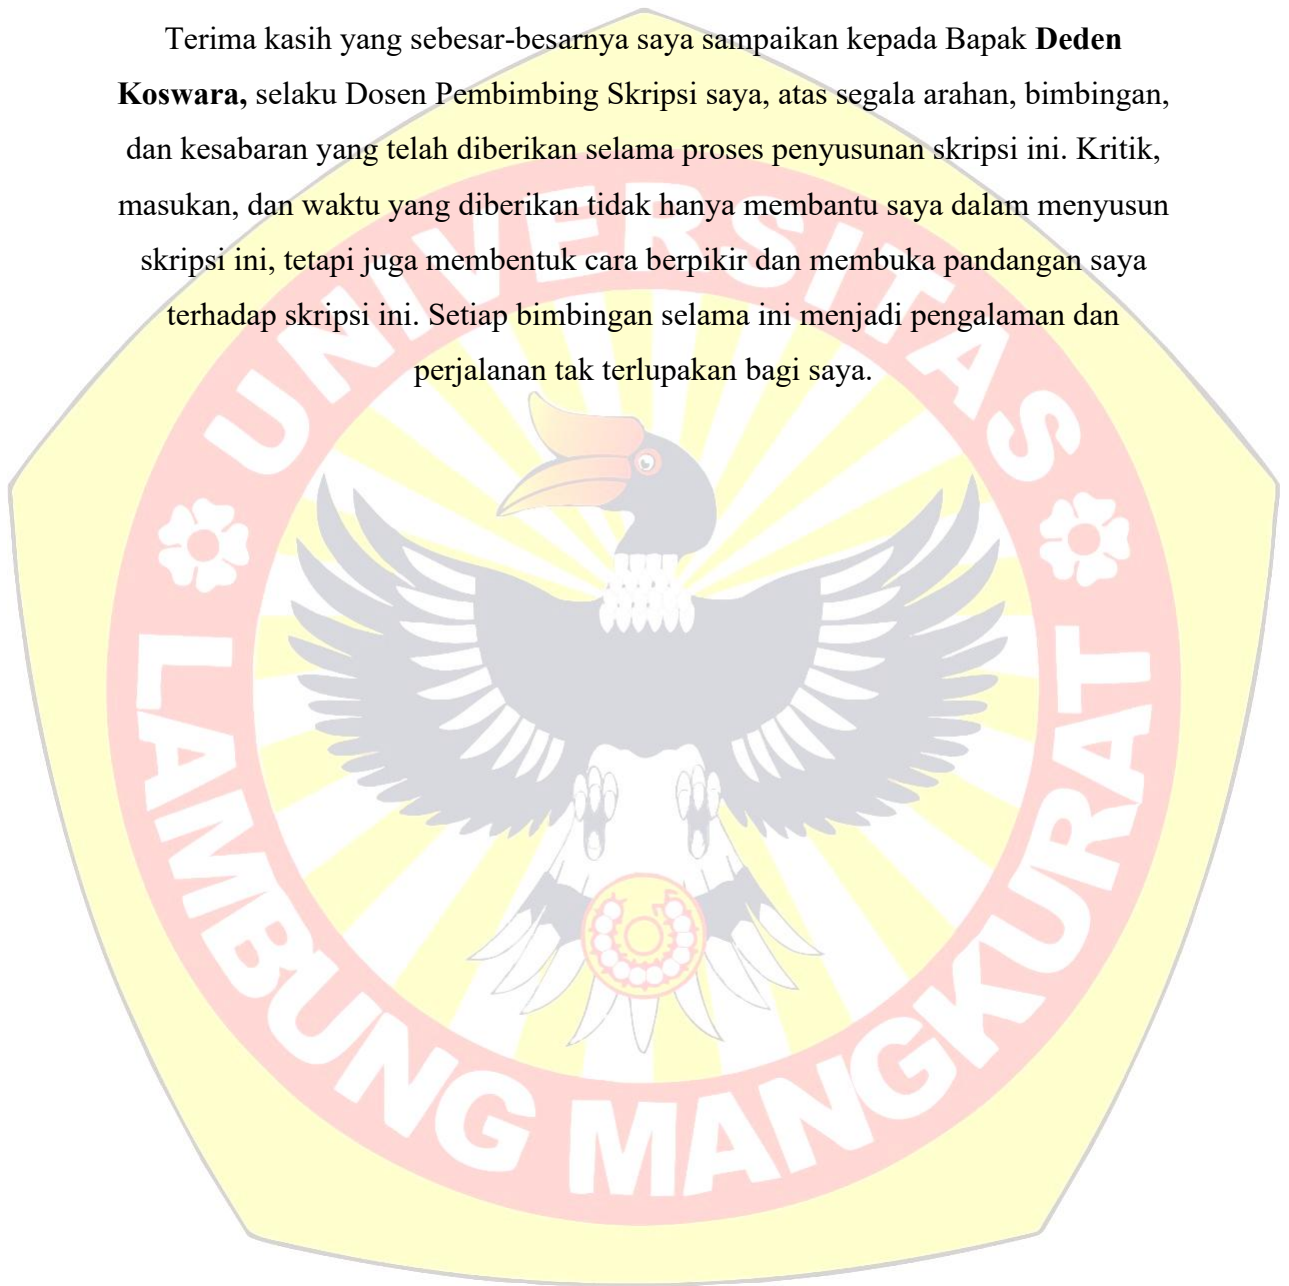 Terima kasih yang sebesar-besarnya saya sampaikan kepada Bapak Deden
Koswara, selaku Dosen Pembimbing Skripsi saya, atas segala arahan, bimbingan,
dan kesabaran yang telah diberikan selama proses penyusunan skripsi ini. Kritik,
masukan, dan waktu yang diberikan tidak hanya membantu saya dalam menyusun
skripsi ini, tetapi juga membentuk cara berpikir dan membuka pandangan saya
terhadap skripsi ini. Setiap bimbingan selama ini menjadi pengalaman dan
perjalanan tak terlupakan bagi saya.
UNIVERSITAS
LAMBUNG MANGKURAT